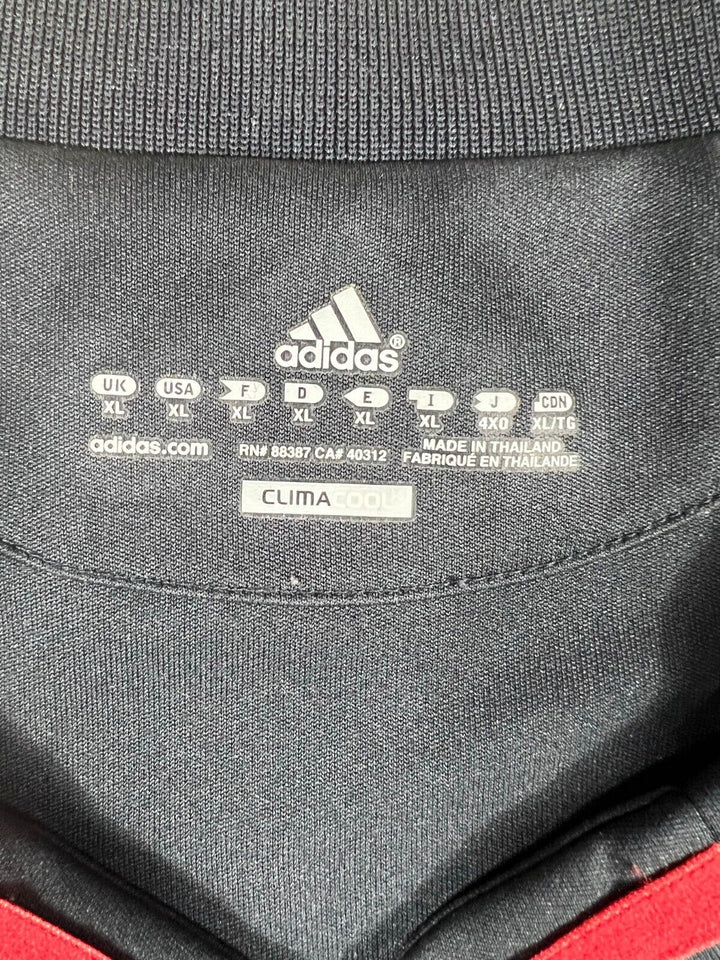 adidas®
UK USA F D E I J CDN
XL XL XL XL XL XL 4XO XL/TG
adidas.com RN# 88387 CA# 40312 MADE IN THAILAND
FABRIQUÉ EN THAÏLANDE
CLIMACOOL